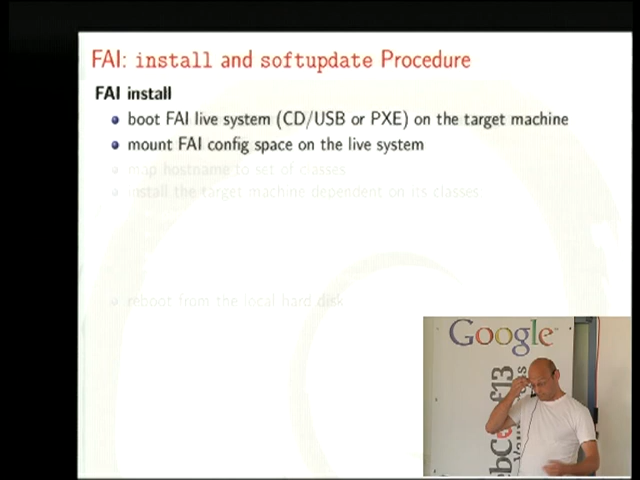 FAI: install and softupdate Procedure
FAI install
boot FAI live system (CD/USB or PXE) on the target machine
mount FAI config space on the live system
map hostname to set of classes
install the target machine dependent on its classes
reboot from the local hard disk
Google